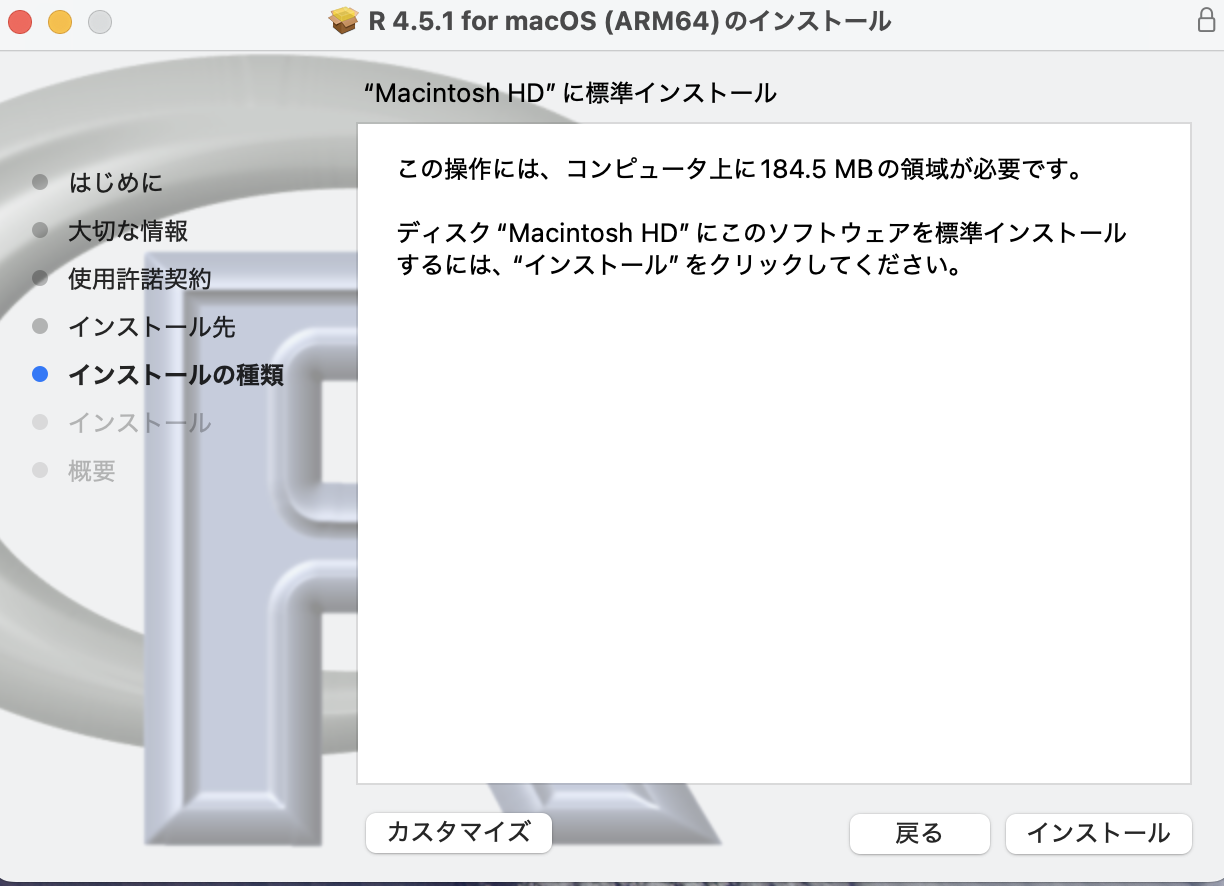 R 4.5.1 for macOS (ARM64)のインストール
“Macintosh HD” に標準インストール
はじめに
大切な情報
使用許諾契約
インストール先
インストールの種類
インストール
概要
この操作には、コンピュータ上に184.5 MBの領域が必要です。
ディスク “Macintosh HD” にこのソフトウェアを標準インストール
するには、“インストール” をクリックしてください。
カスタマイズ
戻る
インストール